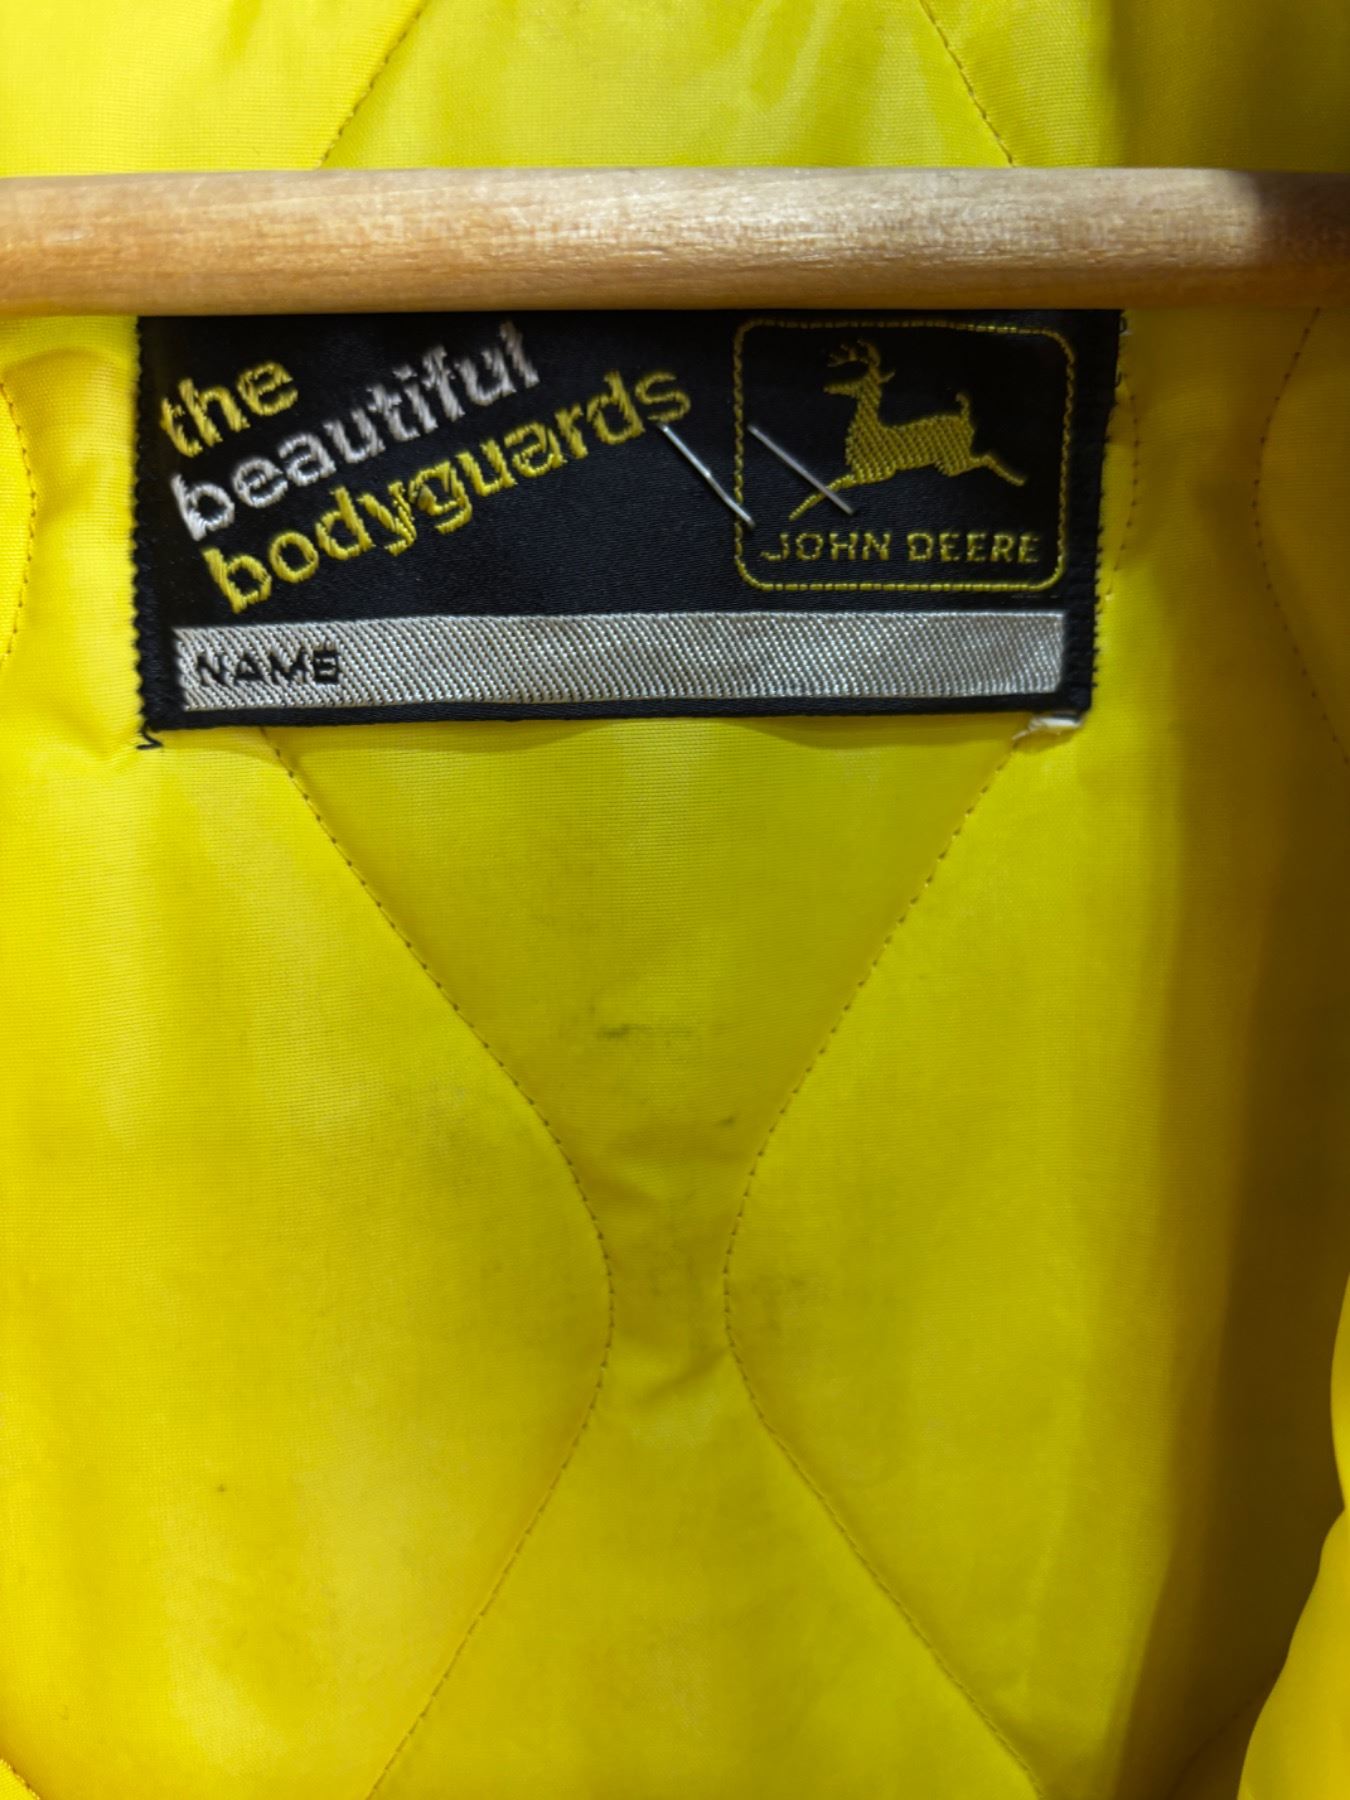 the
beautiful
bodyguards
JOHN DEERE
NAME